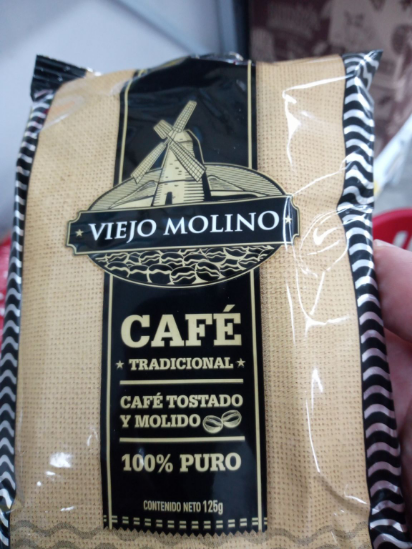 VIEJO MOLINO
CAFÉ
TRADICIONAL
CAFÉ TOSTADO
Y MOLIDO
100% PURO
CONTENIDO NETO 125g